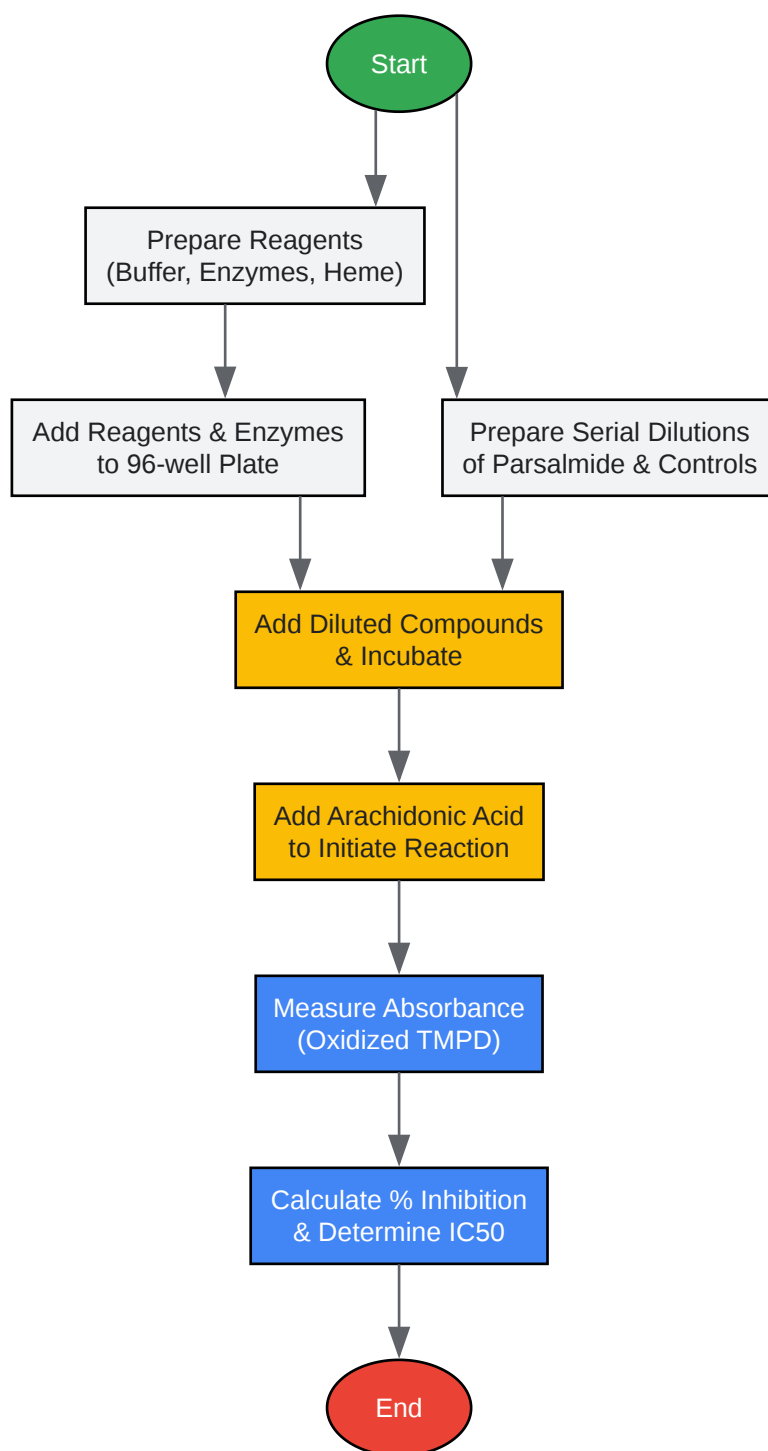 Start
Prepare Reagents
(Buffer, Enzymes, Heme)
Add Reagents & Enzymes
to 96-well Plate
Prepare Serial Dilutions
of Parsalmide & Controls
Add Diluted Compounds
& Incubate
Add Arachidonic Acid
to Initiate Reaction
Measure Absorbance
(Oxidized TMPD)
Calculate % Inhibition
& Determine IC50
End